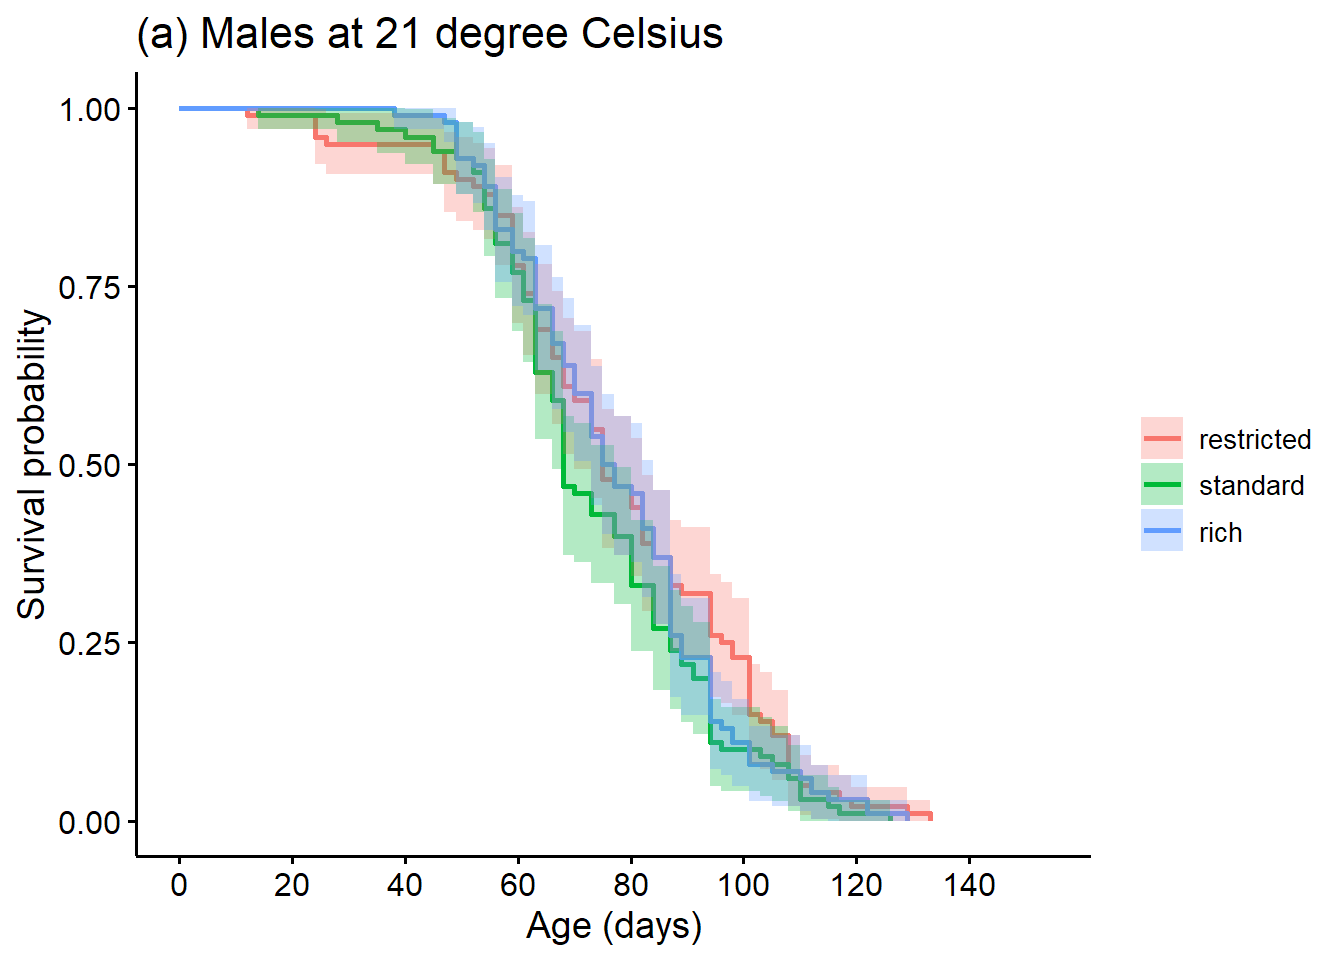 (a) Males at 21 degree Celsius
1.00
0.75
0.50
0.25
0.00
Survival probability
0 20 40 60 80 100 120 140
Age (days)
restricted
standard
rich